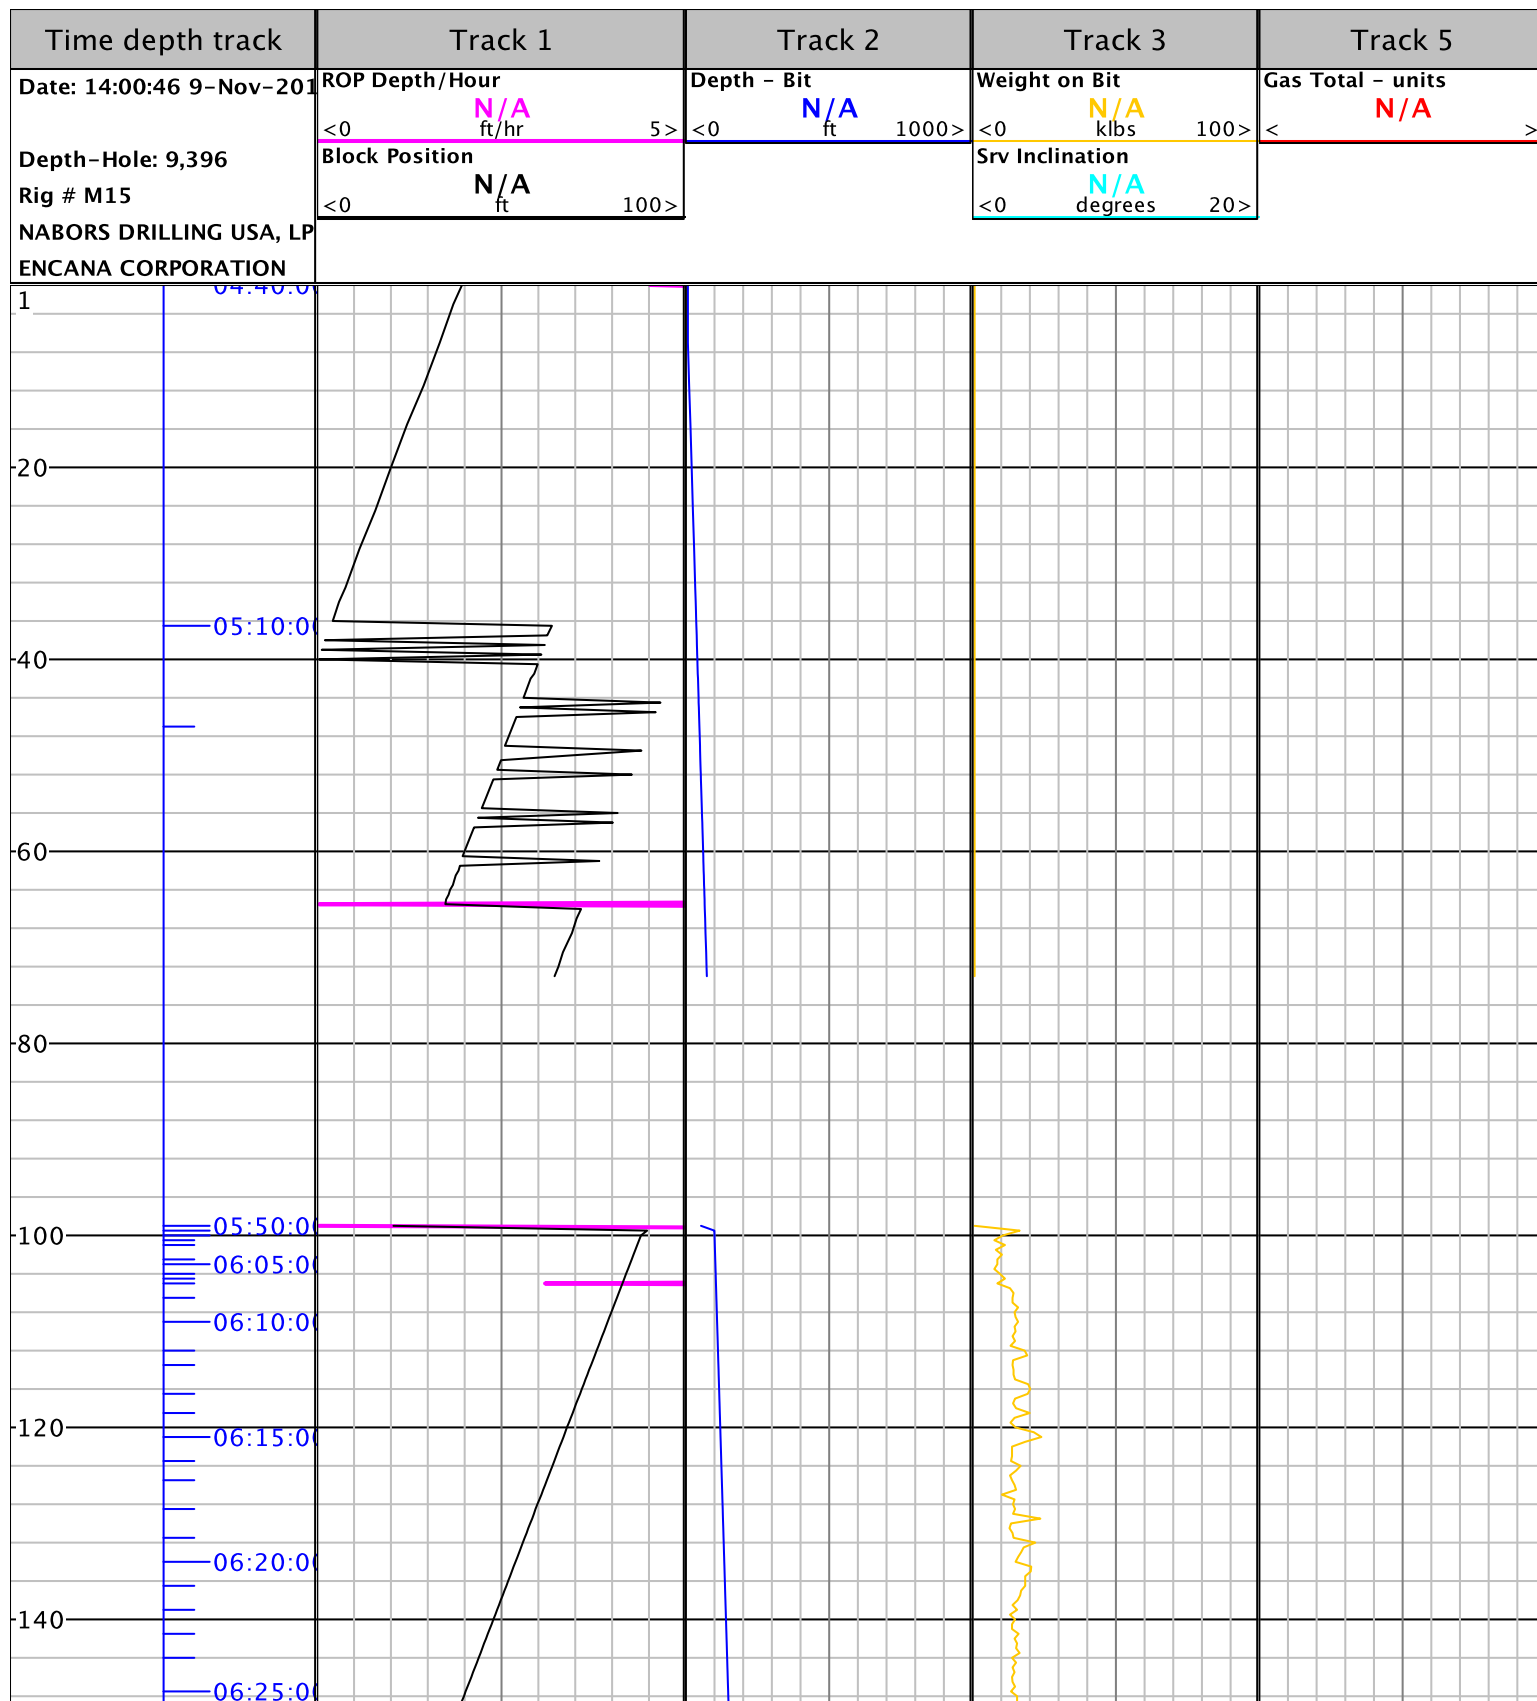 Time depth track
Track 1
Track 2
Track 3
Track 5
Date: 14:00:46 9-Nov-201
Depth-Hole: 9,396
Rig # M15
NABORS DRILLING USA, LP
ENCANA CORPORATION
ROP Depth/Hour
N/A
<0 ft/hr 5>
Block Position
N/A
<0 ft 100>
Depth - Bit
N/A
<0 ft 1000>
Weight on Bit
N/A
<0 klbs 100>
Srv Inclination
N/A
<0 degrees 20>
Gas Total - units
N/A
< >
04:40:0
1
20
05:10:0
40
60
80
05:50:0
100
06:05:0
06:10:0
120
06:15:0
06:20:0
140
06:25:0